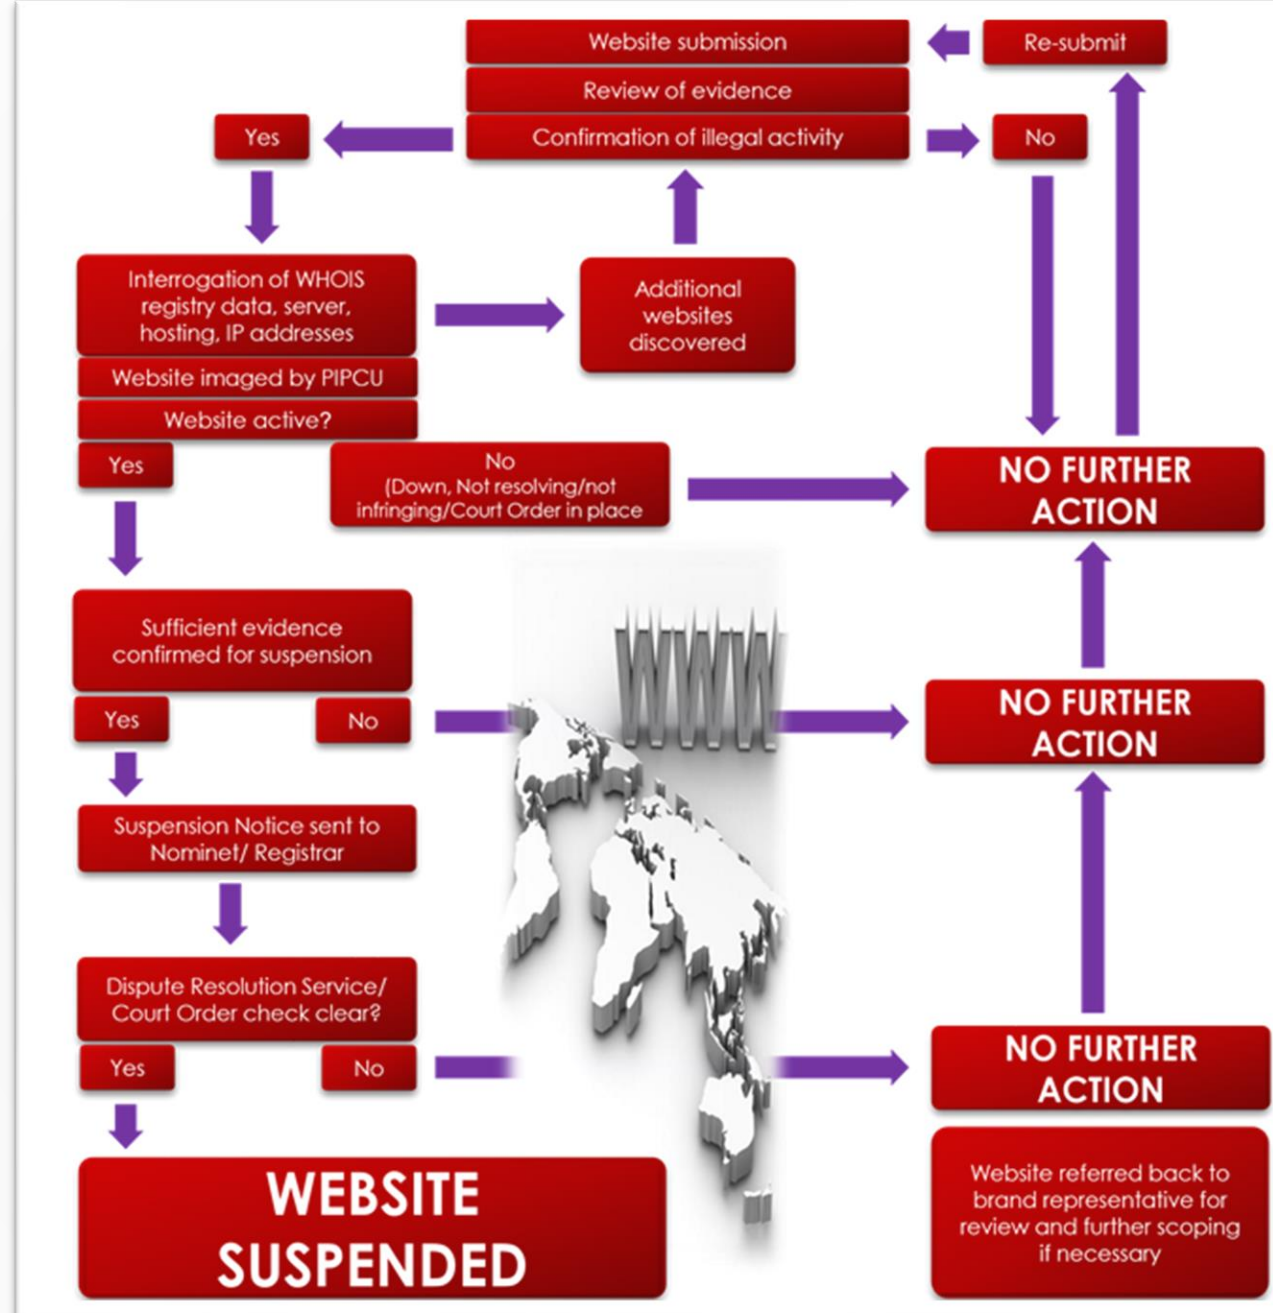 Website submission
Re-submit
Review of evidence
Yes
Confirmation of illegal activity
No
Interrogation of WHOIS
registry data, server,
hosting, IP addresses
Additional
websites
discovered
Website imaged by PIPCU
Website active?
Yes
No
(Down, Not resolving/not
infringing/Court Order in place
NO FURTHER
ACTION
Sufficient evidence
confirmed for suspension
WWW
Yes
No
NO FURTHER
ACTION
Suspension Notice sent to
Nominet/ Registrar
Dispute Resolution Service/
Court Order check clear?
Yes
No
NO FURTHER
ACTION
WEBSITE
SUSPENDED
Website referred back to
brand representative for
review and further scoping
if necessary